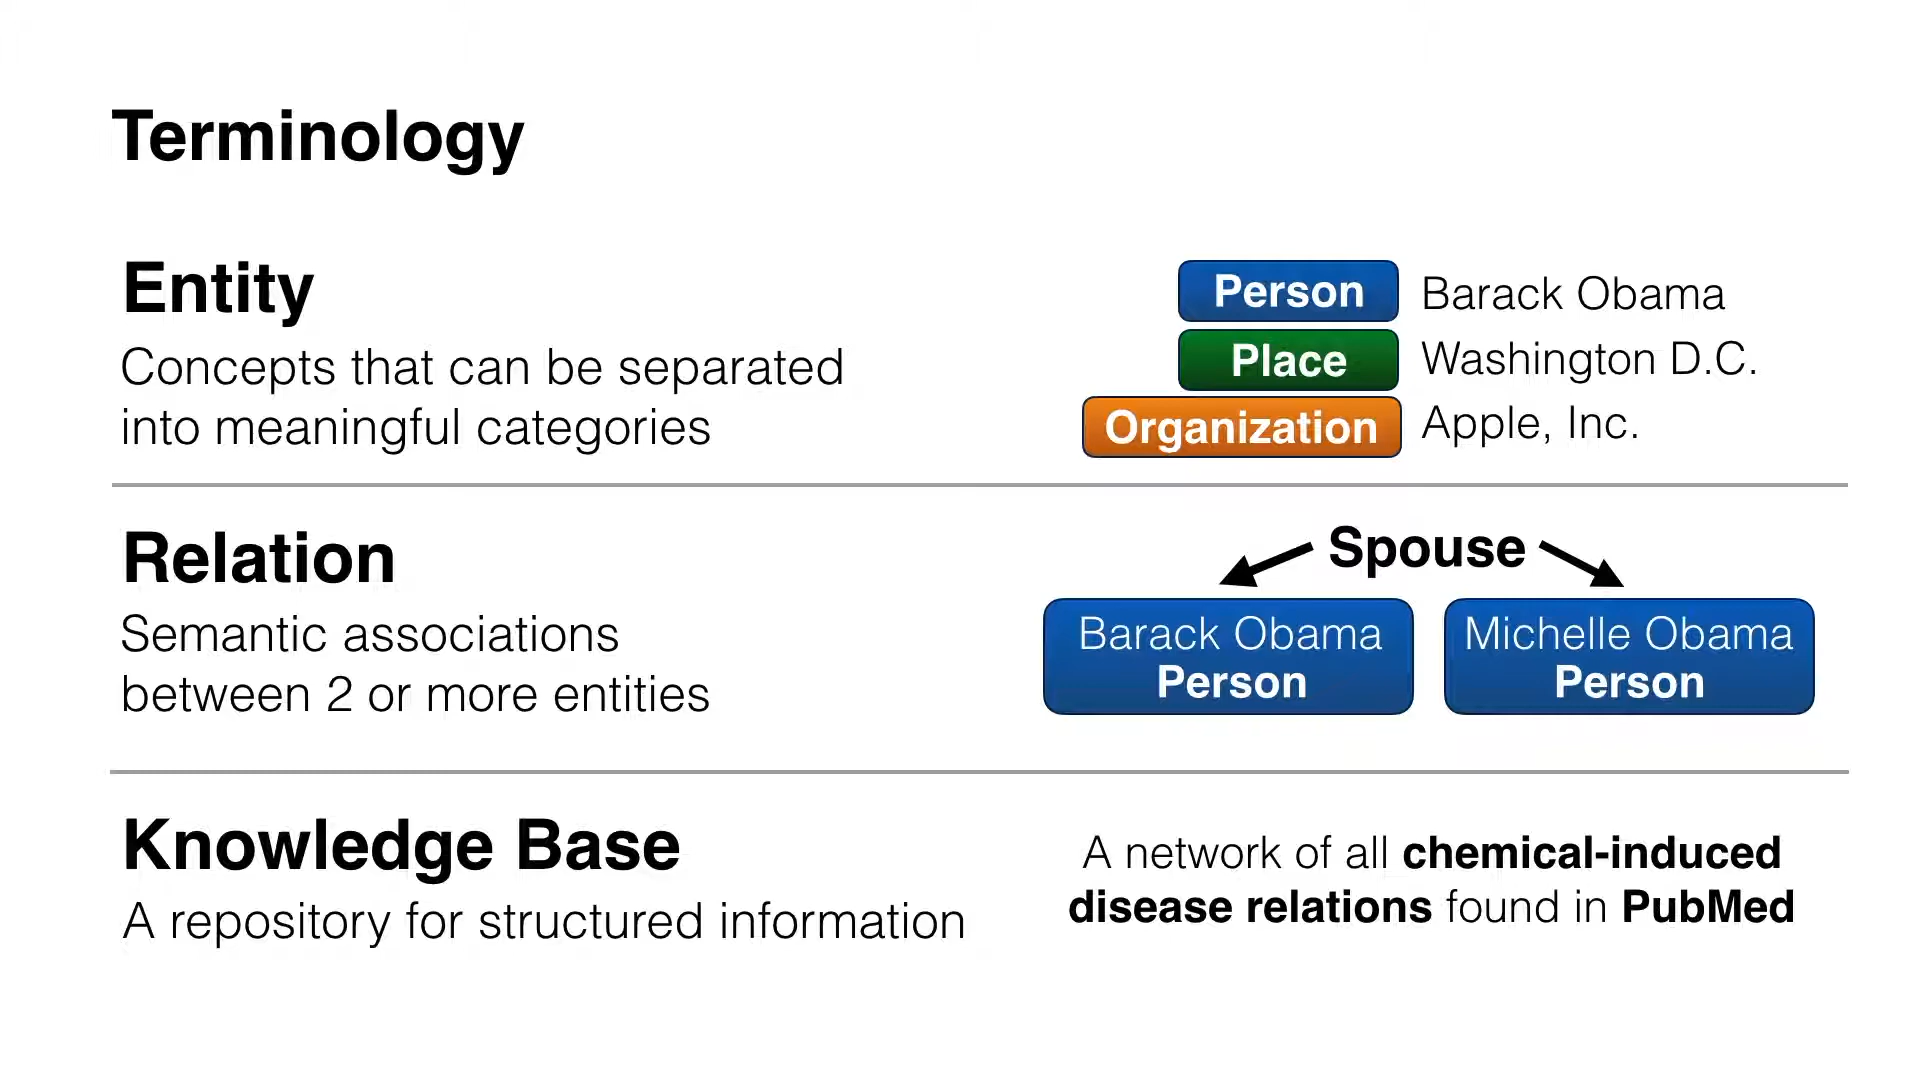 Terminology
Entity
Concepts that can be separated
into meaningful categories
Person Barack Obama
Place Washington D.C.
Organization Apple, Inc.
Relation
Semantic associations
between 2 or more entities
Spouse
Barack Obama
Person
Michelle Obama
Person
Knowledge Base
A repository for structured information
A network of all chemical-induced
disease relations found in PubMed